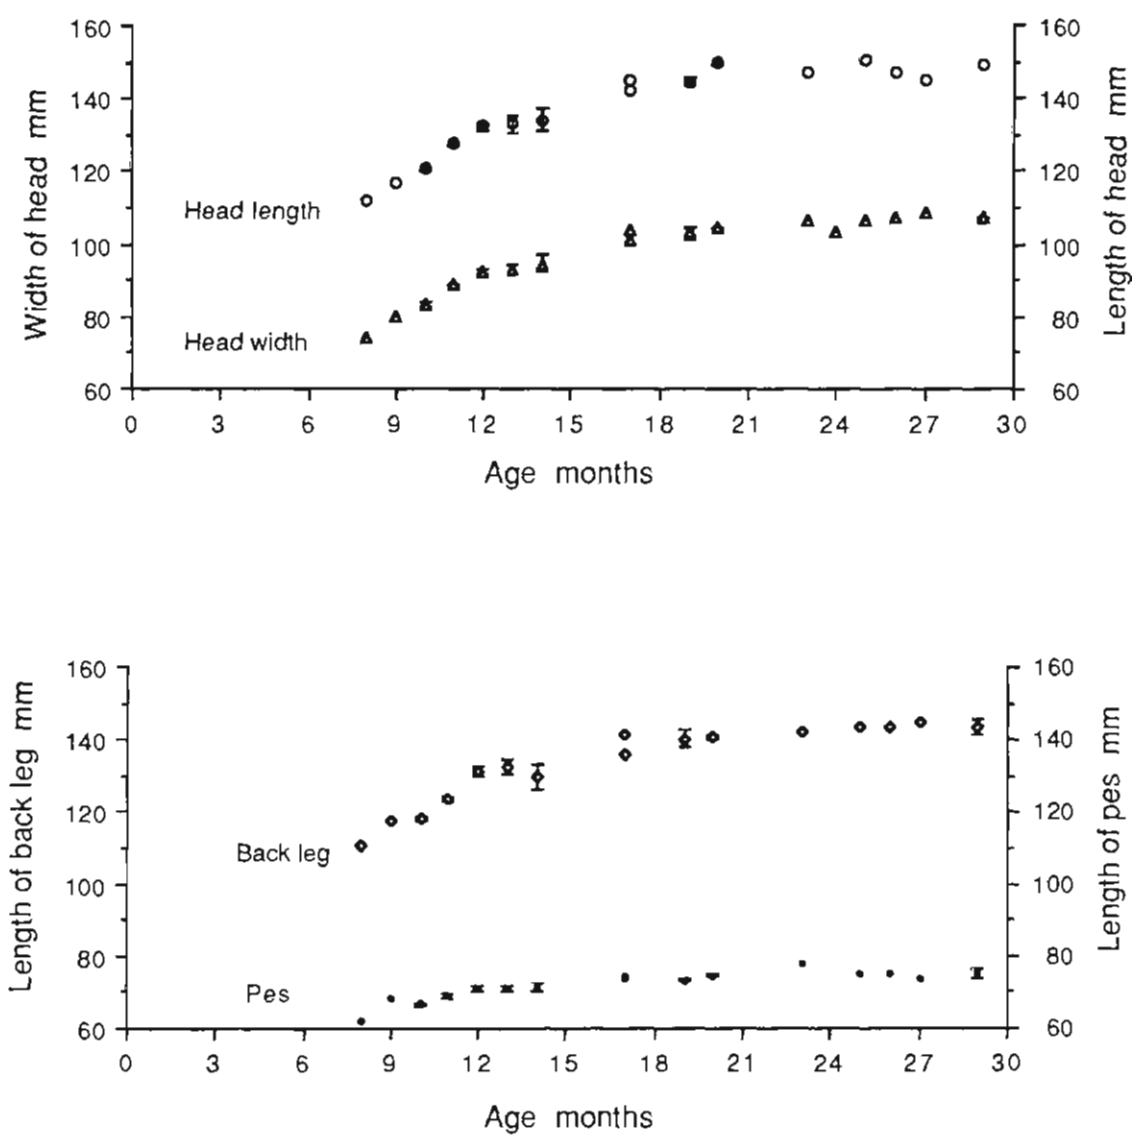 160
160
140
140
120
120
100
100
80
80
60
60
Width of head mm
Length of head mm
Head length
Head width
0 3 6 9 12 15 18 21 24 27 30
Age months
160
160
140
140
120
120
100
100
80
80
60
60
Length of back leg mm
Length of pes mm
Back leg
Pes
0 3 6 9 12 15 18 21 24 27 30
Age months